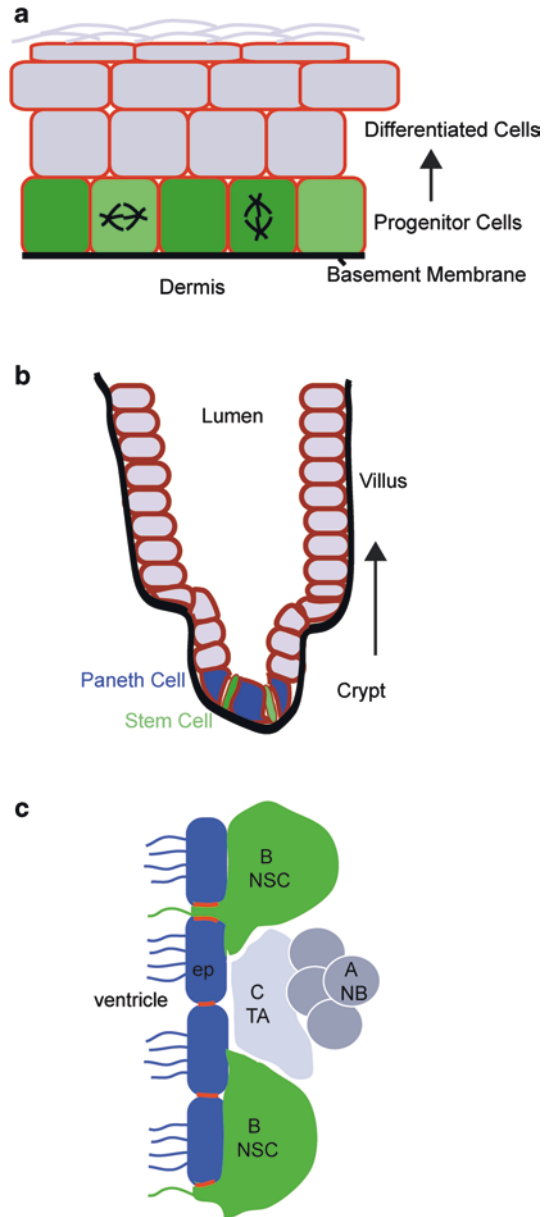 a
Differentiated Cells
Progenitor Cells
Basement Membrane
Dermis
b
Lumen
Villus
Paneth Cell
Crypt
Stem Cell
c
B
NSC
A
NB
ep
C
TA
ventricle
B
NSC